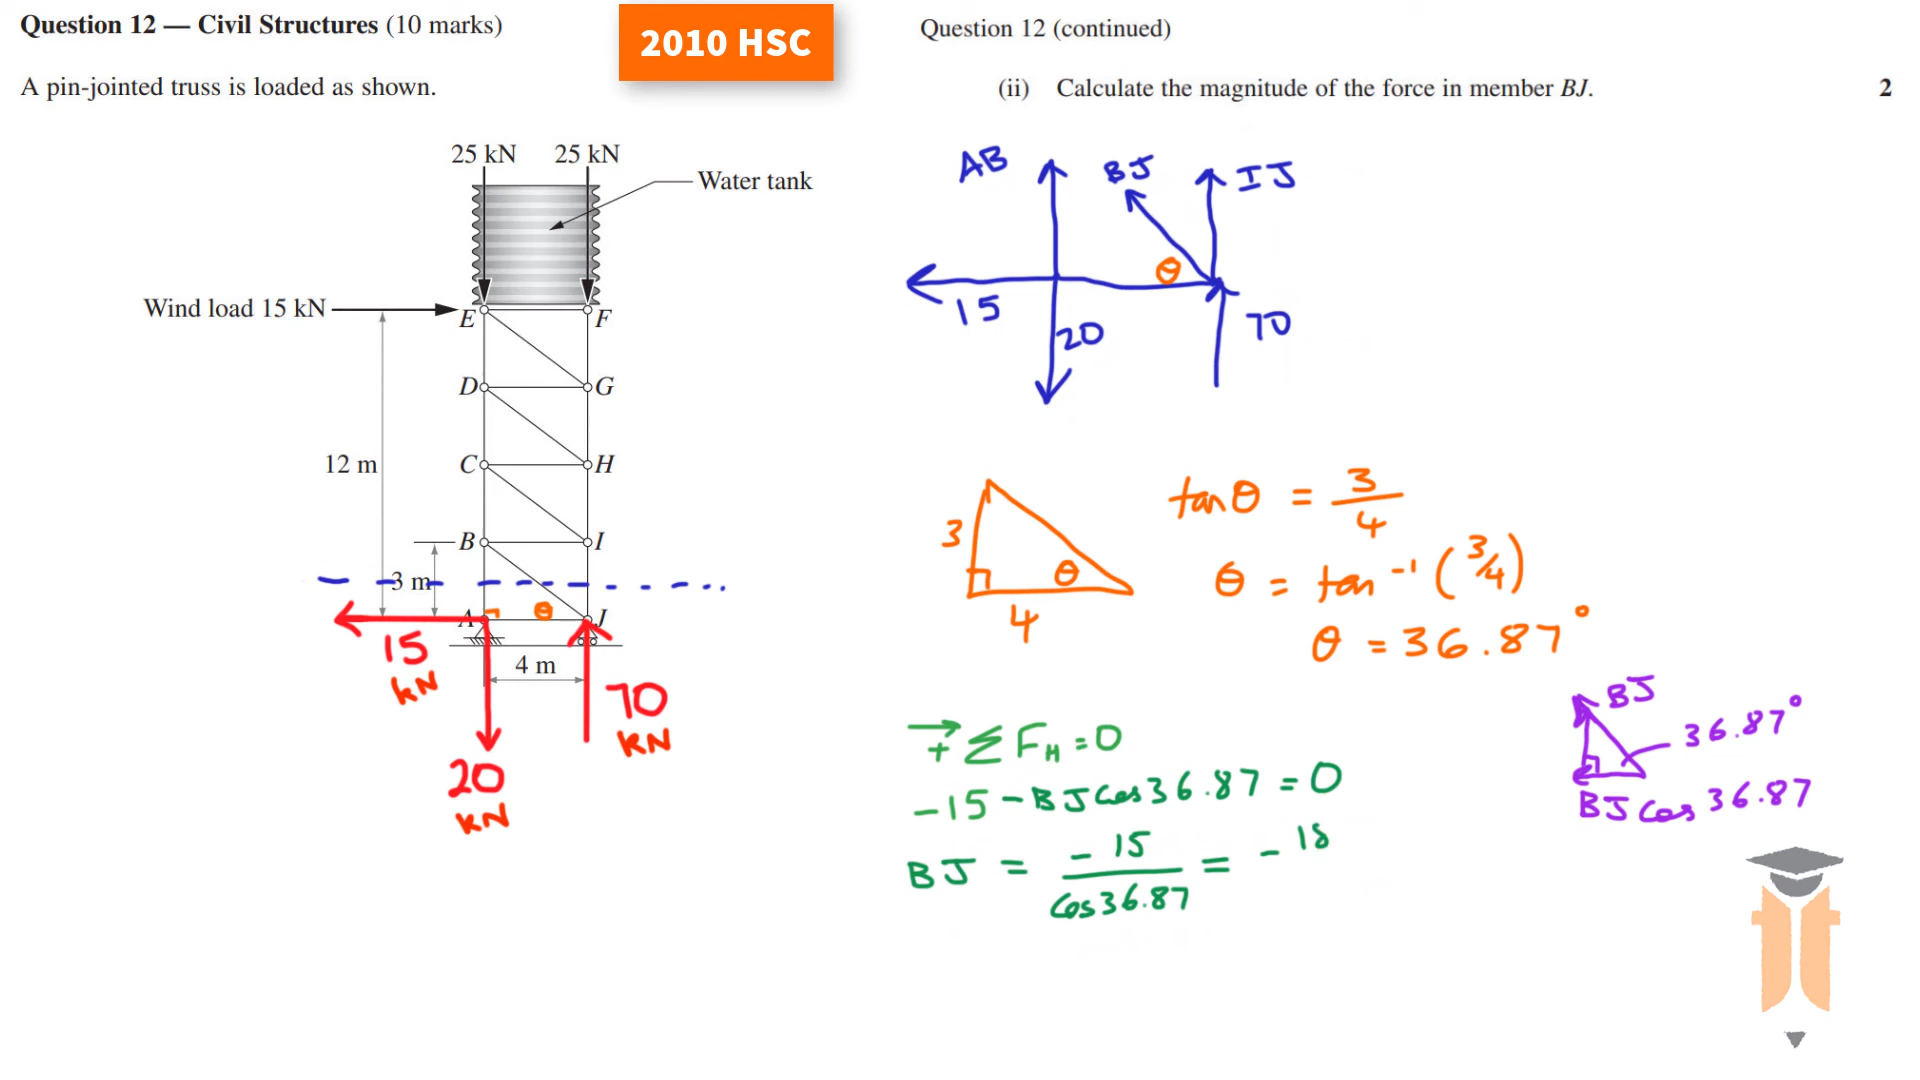 Question 12 — Civil Structures (10 marks)
2010 HSC
A pin-jointed truss is loaded as shown.
25 kN 25 kN
Water tank
Wind load 15 kN
E F
D G
12 m C H
B I
3 m
A θ J
15 kN
4 m
70 kN
20 kN
Question 12 (continued)
(ii) Calculate the magnitude of the force in member BJ. 2
AB BJ IJ
θ
15 20 70
3 θ 4
tan θ = 3/4
θ = tan⁻¹ (3/4)
θ = 36.87°
BJ 36.87°
BJ cos 36.87
→+ ΣF_H = 0
-15 - BJ cos 36.87 = 0
BJ = -15 / cos 36.87 = -18